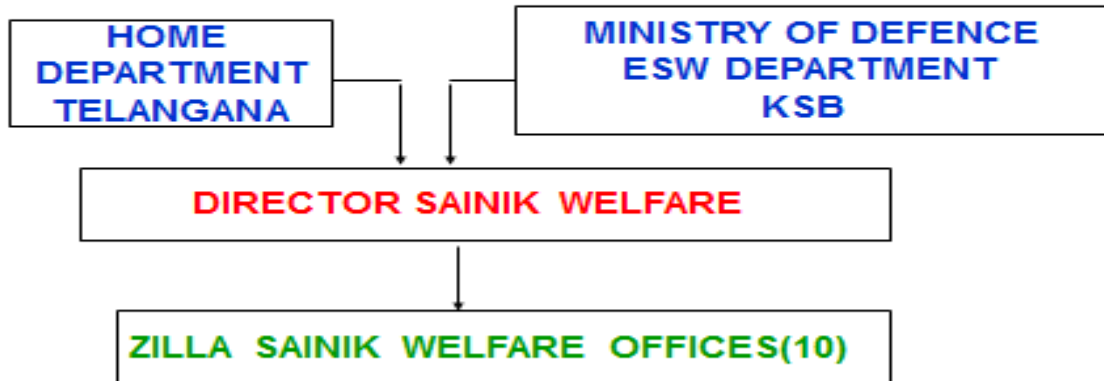 HOME
DEPARTMENT
TELANGANA
MINISTRY OF DEFENCE
ESW DEPARTMENT
KSB
DIRECTOR SAINIK WELFARE
ZILLA SAINIK WELFARE OFFICES(10)